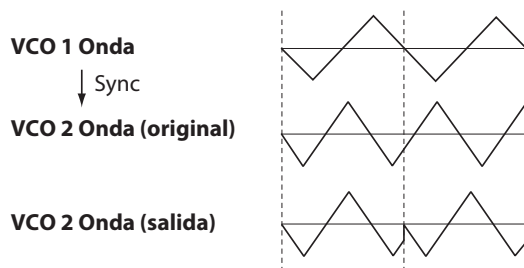 VCO 1 Onda
Sync
VCO 2 Onda (original)
VCO 2 Onda (salida)